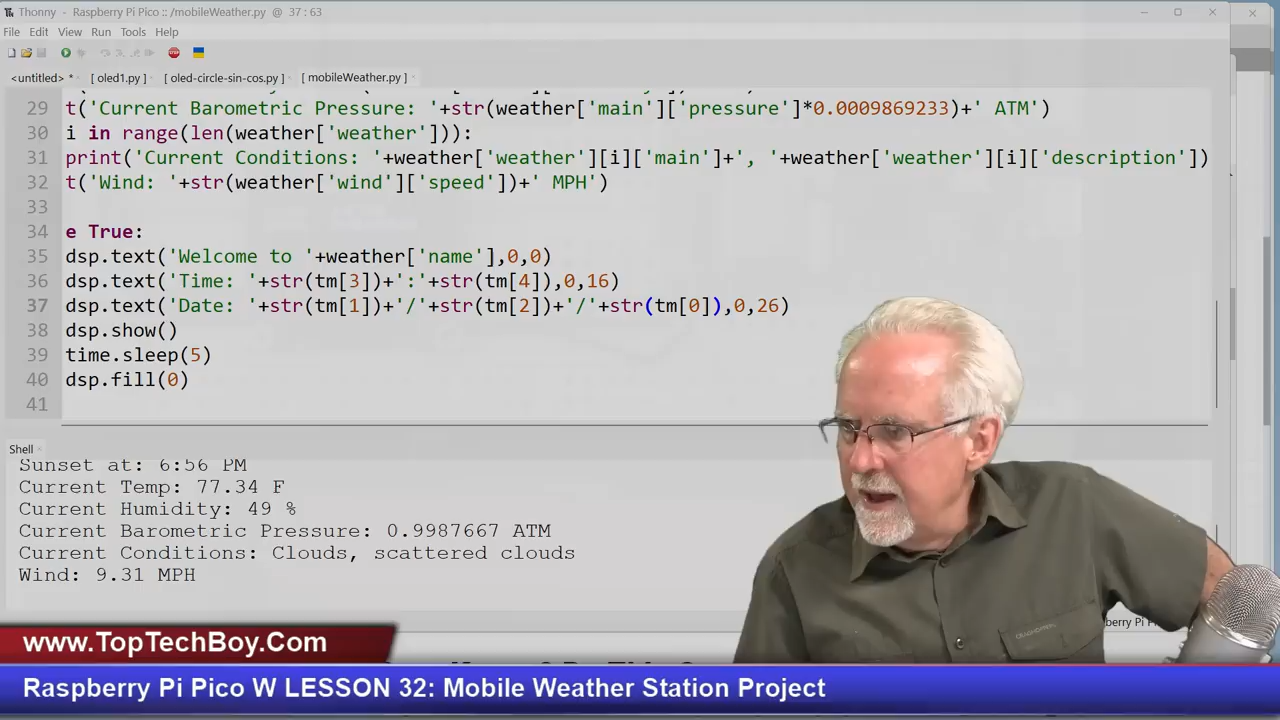 Thonny - Raspberry Pi Pico :: /mobileWeather.py @ 37 : 63
File Edit View Run Tools Help
<untitled> * [ oled1.py ] [ oled-circle-sin-cos.py ] [ mobileWeather.py ]
29 t('Current Barometric Pressure: '+str(weather['main']['pressure']*0.0009869233)+' ATM')
30 i in range(len(weather['weather'])):
31 print('Current Conditions: '+weather['weather'][i]['main']+', '+weather['weather'][i]['description'])
32 t('Wind: '+str(weather['wind']['speed'])+' MPH')
33
34 e True:
35 dsp.text('Welcome to '+weather['name'],0,0)
36 dsp.text('Time: '+str(tm[3])+':'+str(tm[4]),0,16)
37 dsp.text('Date: '+str(tm[1])+'/'+str(tm[2])+'/'+str(tm[0]),0,26)
38 dsp.show()
39 time.sleep(5)
40 dsp.fill(0)
41
Shell
Sunset at: 6:56 PM
Current Temp: 77.34 F
Current Humidity: 49 %
Current Barometric Pressure: 0.9987667 ATM
Current Conditions: Clouds, scattered clouds
Wind: 9.31 MPH
www.TopTechBoy.Com
Raspberry Pi Pico W LESSON 32: Mobile Weather Station Project